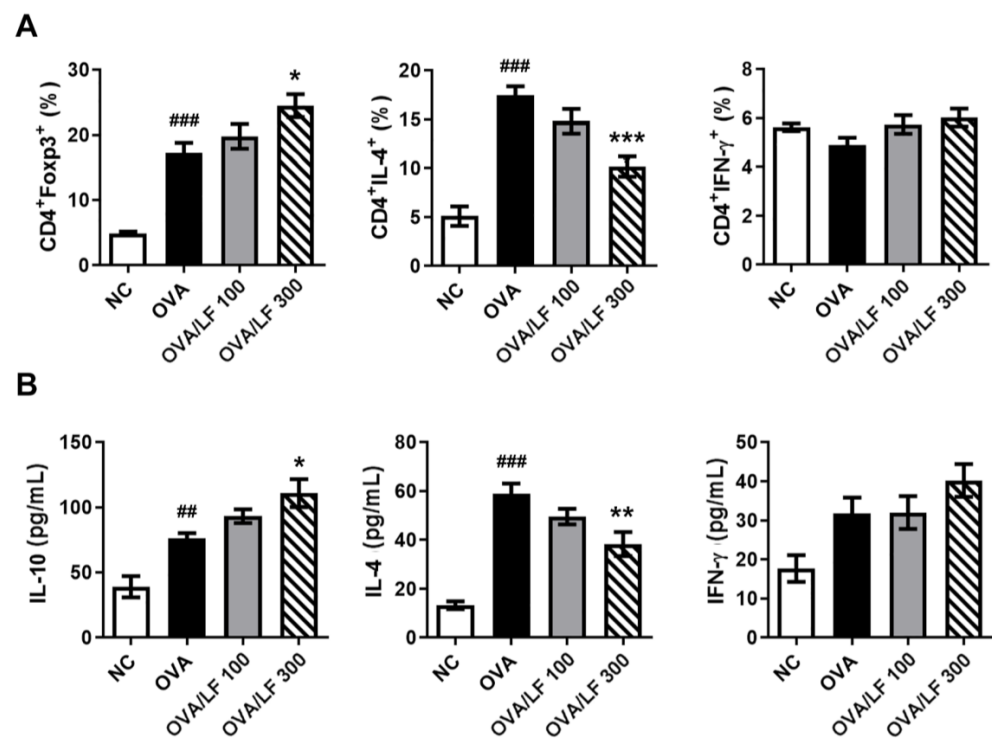 A
CD4+Foxp3+ (%)
30
20
10
0
###
*
NC
OVA
OVA/LF 100
OVA/LF 300
CD4+IL-4+ (%)
20
15
10
5
0
###
***
NC
OVA
OVA/LF 100
OVA/LF 300
CD4+IFN-γ+ (%)
8
6
4
2
0
NC
OVA
OVA/LF 100
OVA/LF 300
B
IL-10 (pg/mL)
150
100
50
0
##
*
NC
OVA
OVA/LF 100
OVA/LF 300
IL-4 (pg/mL)
80
60
40
20
0
###
**
NC
OVA
OVA/LF 100
OVA/LF 300
IFN-γ (pg/mL)
50
40
30
20
10
0
NC
OVA
OVA/LF 100
OVA/LF 300